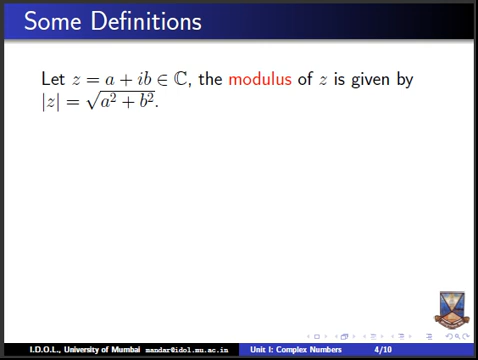 Some Definitions
Let z = a + ib ∈ ℂ, the modulus of z is given by
|z| = √(a² + b²).
I.D.O.L., University of Mumbai mandar@idol.mu.ac.in Unit I: Complex Numbers 4/10